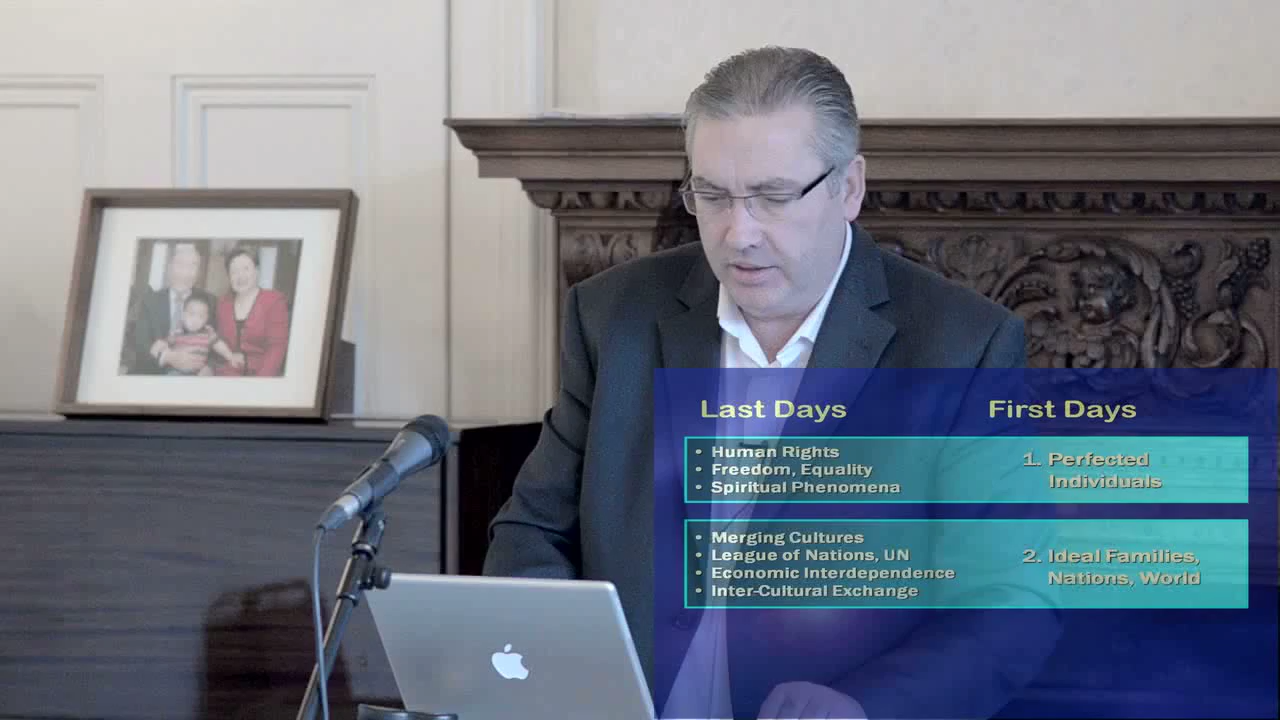 Last Days
First Days
• Human Rights
• Freedom, Equality
• Spiritual Phenomena
1. Perfected
Individuals
• Merging Cultures
• League of Nations, UN
• Economic Interdependence
• Inter-Cultural Exchange
2. Ideal Families,
Nations, World